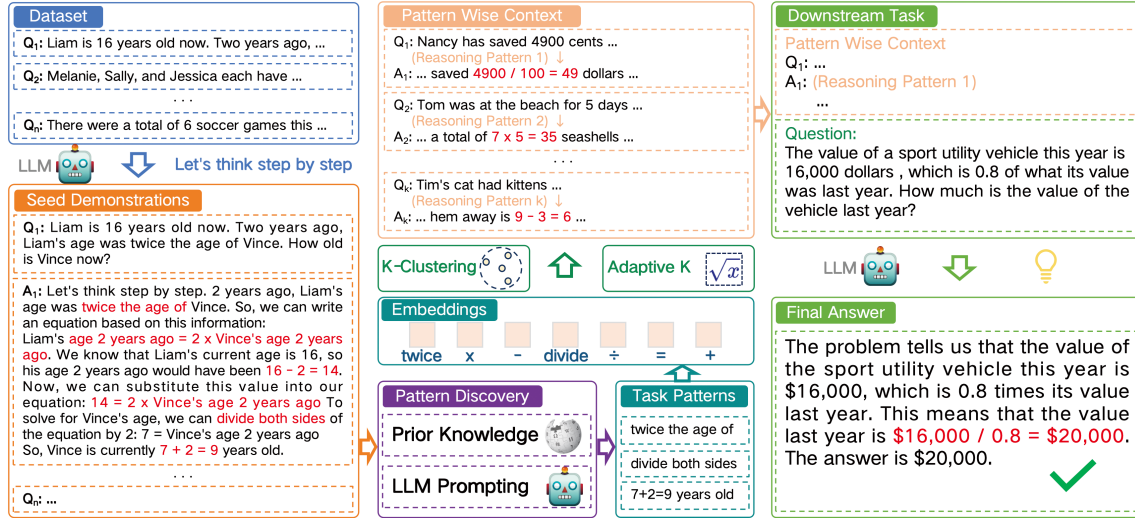 Dataset
Q1: Liam is 16 years old now. Two years ago, ...
Q2: Melanie, Sally, and Jessica each have ...
...
Qn: There were a total of 6 soccer games this ...
LLM
Let's think step by step
Seed Demonstrations
Q1: Liam is 16 years old now. Two years ago,
Liam's age was twice the age of Vince. How old
is Vince now?
A1: Let's think step by step. 2 years ago, Liam's
age was twice the age of Vince. So, we can write
an equation based on this information:
Liam's age 2 years ago = 2 x Vince's age 2 years
ago. We know that Liam's current age is 16, so
his age 2 years ago would have been 16 – 2 = 14.
Now, we can substitute this value into our
equation: 14 = 2 x Vince's age 2 years ago To
solve for Vince's age, we can divide both sides of
the equation by 2: 7 = Vince's age 2 years ago
So, Vince is currently 7 + 2 = 9 years old.
...
Qn: ...
Pattern Wise Context
Q1: Nancy has saved 4900 cents ...
(Reasoning Pattern 1) ↓
A1: ... saved 4900 / 100 = 49 dollars ...
Q2: Tom was at the beach for 5 days ...
(Reasoning Pattern 2) ↓
A2: ... a total of 7 x 5 = 35 seashells ...
...
Qk: Tim's cat had kittens ...
(Reasoning Pattern k) ↓
Ak: ... hem away is 9 – 3 = 6 ...
K-Clustering
Adaptive K
√x
Embeddings
twice x – divide ÷ = +
Pattern Discovery
Prior Knowledge
LLM Prompting
Task Patterns
twice the age of
divide both sides
7+2=9 years old
Downstream Task
Pattern Wise Context
Q1: ...
A1: (Reasoning Pattern 1)
...
Question:
The value of a sport utility vehicle this year is
16,000 dollars , which is 0.8 of what its value
was last year. How much is the value of the
vehicle last year?
LLM
Final Answer
The problem tells us that the value of
the sport utility vehicle this year is
$16,000, which is 0.8 times its value
last year. This means that the value
last year is $16,000 / 0.8 = $20,000.
The answer is $20,000.